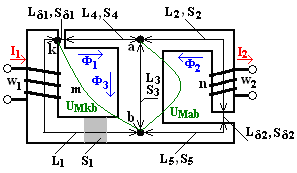 Lδ1, Sδ1 L4, S4 L2, S2
I1 k a I2
Φ1 Φ2
w1 m Φ3 L3 S3 n w2
UMkb UMab
b Lδ2, Sδ2
L1 S1 L5, S5